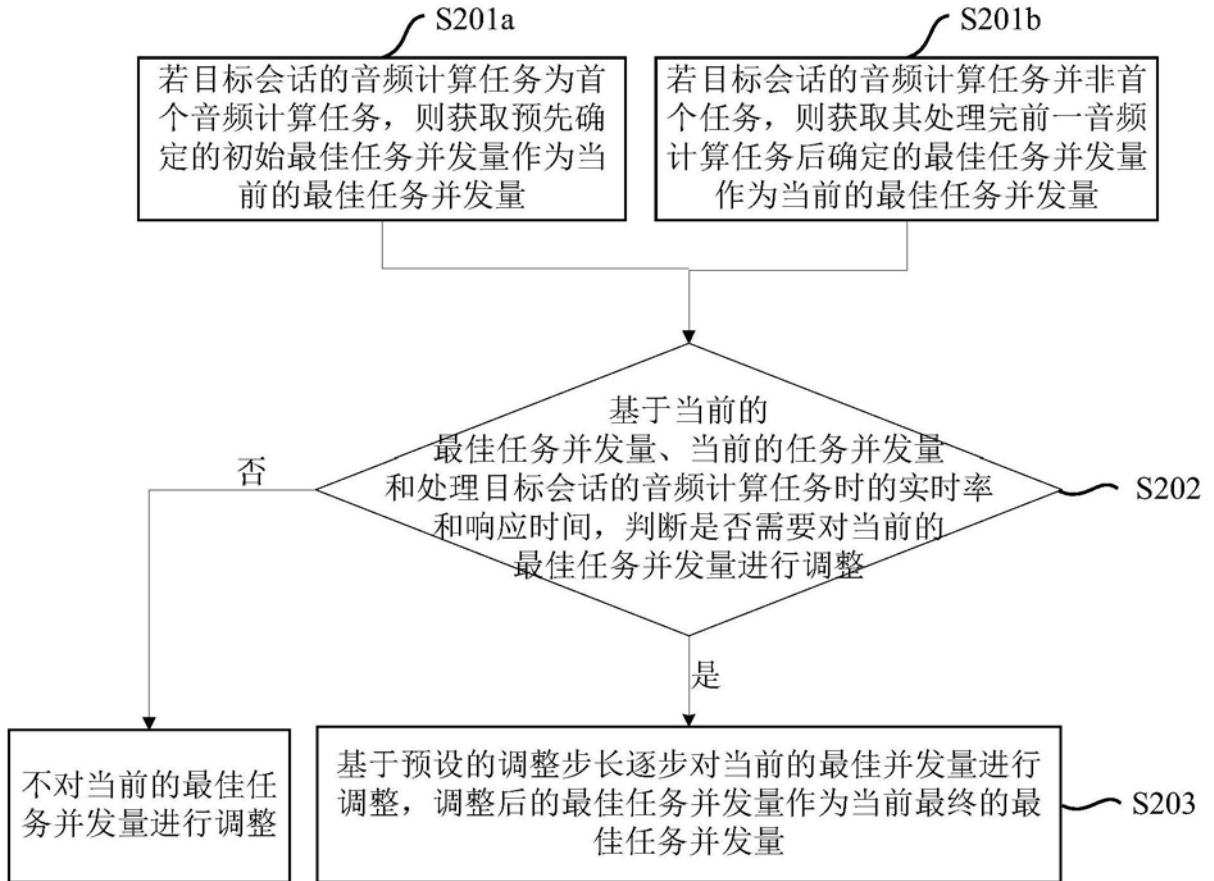 S201a
若目标会话的音频计算任务为首
个音频计算任务，则获取预先确
定的初始最佳任务并发量作为当
前的最佳任务并发量
S201b
若目标会话的音频计算任务并非首
个任务，则获取其处理完前一音频
计算任务后确定的最佳任务并发量
作为当前的最佳任务并发量
基于当前的
最佳任务并发量、当前的任务并发量
和处理目标会话的音频计算任务时的实时率
和响应时间，判断是否需要对当前的
最佳任务并发量进行调整
S202
否
是
不对当前的最佳任
务并发量进行调整
基于预设的调整步长逐步对当前的最佳并发量进行
调整，调整后的最佳任务并发量作为当前最终的最
佳任务并发量
S203